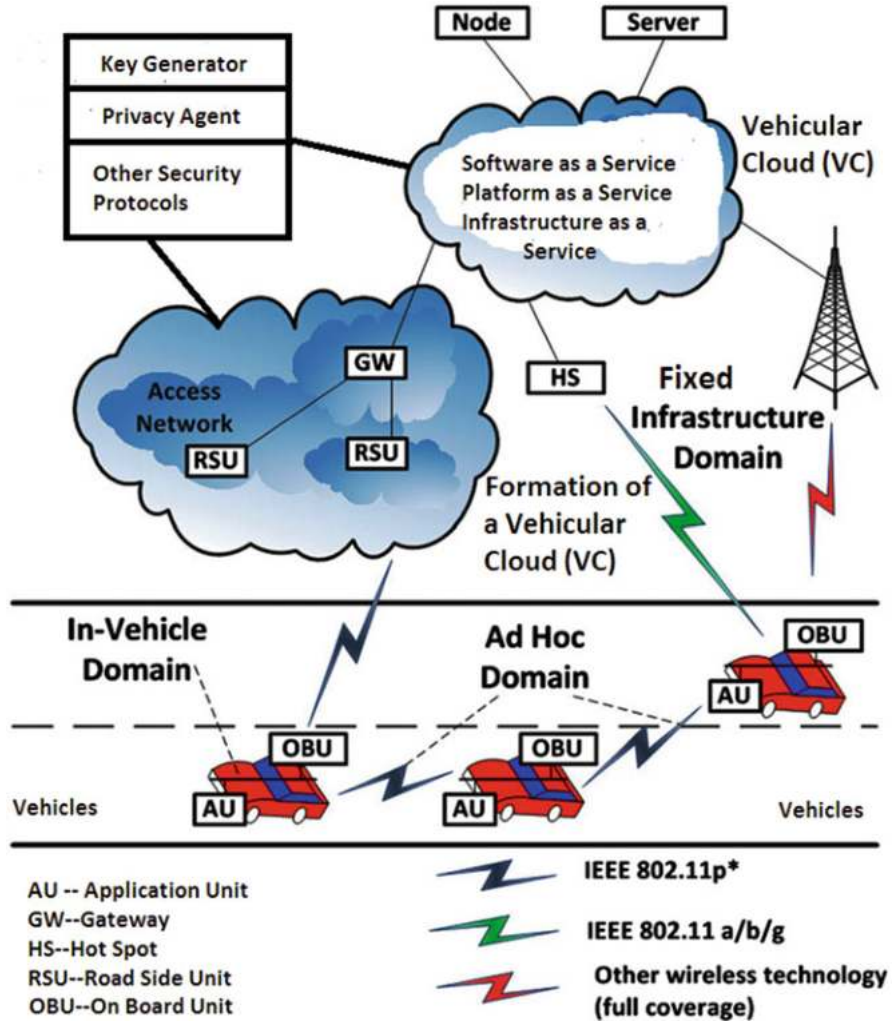 Node
Server
Key Generator
Privacy Agent
Other Security
Protocols
Vehicular
Cloud (VC)
Software as a Service
Platform as a Service
Infrastructure as a
Service
GW
Access
Network
RSU
RSU
HS
Fixed
Infrastructure
Domain
Formation of
a Vehicular
Cloud (VC)
In-Vehicle
Domain
Ad Hoc
Domain
OBU
AU
OBU
AU
OBU
AU
Vehicles
Vehicles
AU -- Application Unit
GW--Gateway
HS--Hot Spot
RSU--Road Side Unit
OBU--On Board Unit
IEEE 802.11p*
IEEE 802.11 a/b/g
Other wireless technology
(full coverage)